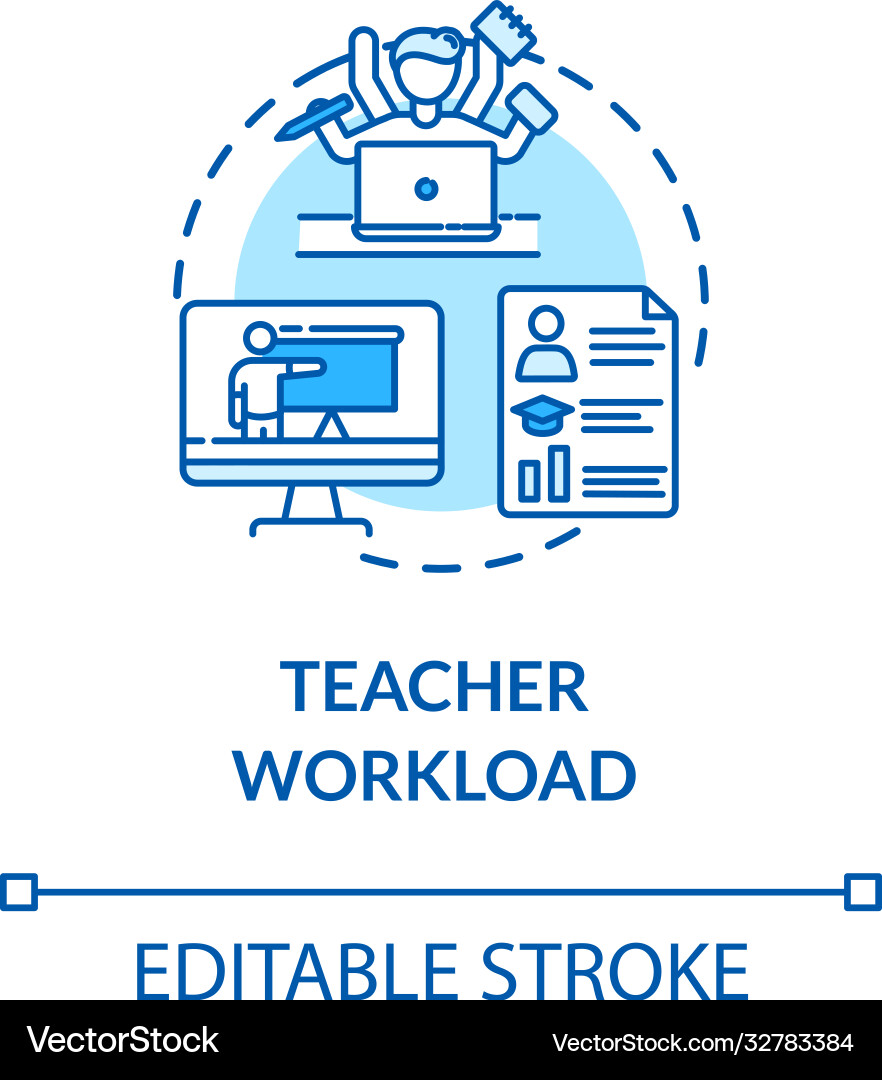 TEACHER
WORKLOAD
EDITABLE STROKE
VectorStock
VectorStock.com/32783384